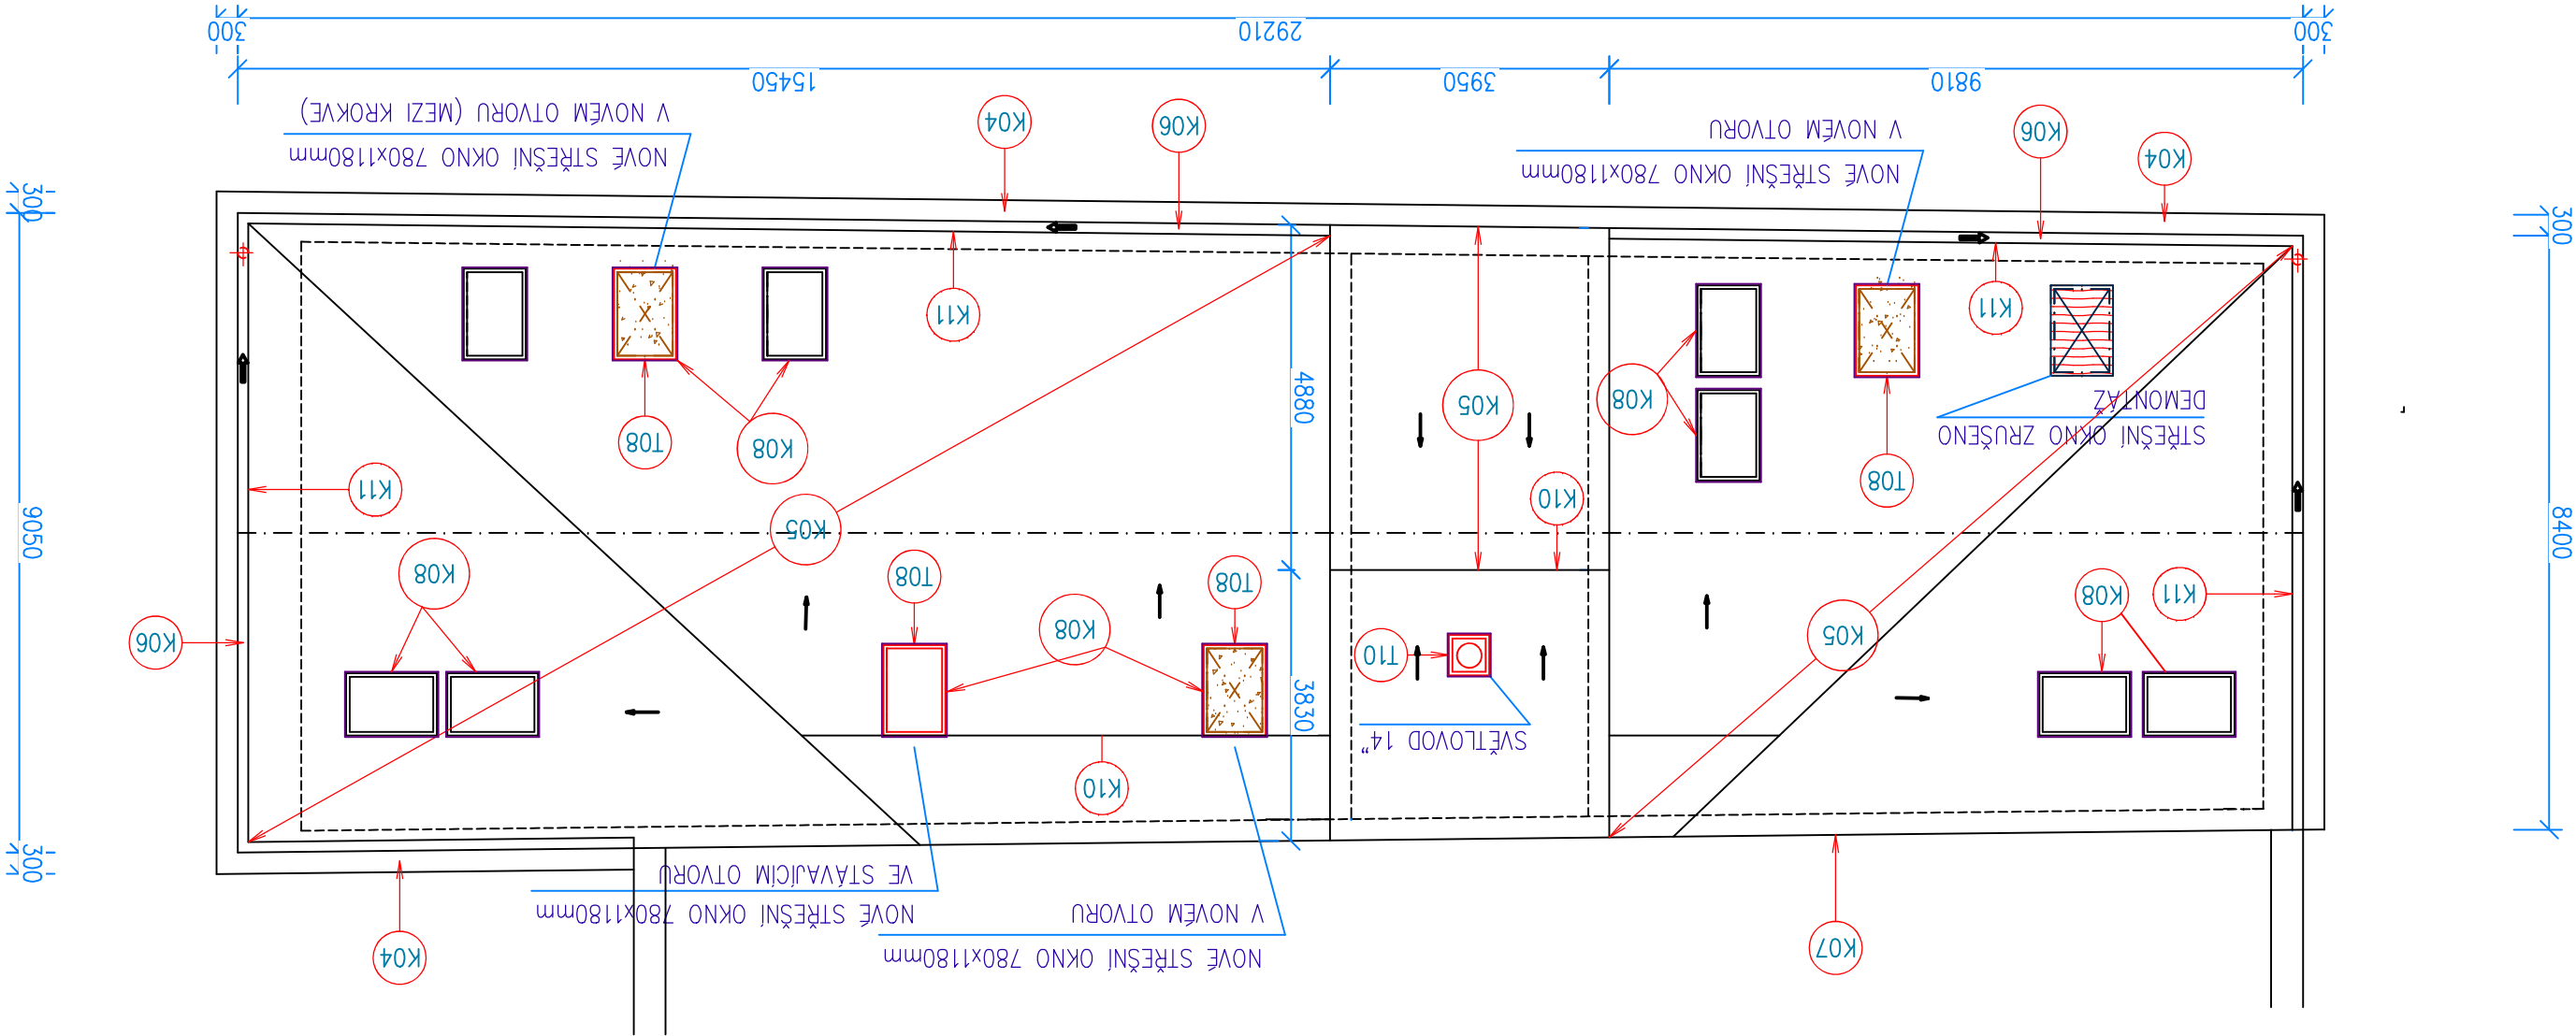 K07
NOVÉ STŘEŠNÍ OKNO 780x1180mm
V NOVÉM OTVORU
K04
NOVÉ STŘEŠNÍ OKNO 780x1180mm
VE STÁVAJÍCÍM OTVORU
300
K10
SVĚTLOVOD 14"
3830
T10
K06
K05
K08
K11
K08
T08
T08
K08
8400
9050
K05
K10
K11
T08
K08
T08
STŘEŠNÍ OKNO ZRUŠENO
DEMONTÁŽ
K05
K08
4880
K11
K11
300
300
NOVÉ STŘEŠNÍ OKNO 780x1180mm
V NOVÉM OTVORU
NOVÉ STŘEŠNÍ OKNO 780x1180mm
V NOVÉM OTVORU (MEZI KROKVE)
K04
K06
K06
K04
9810
3950
15450
300
29210
300